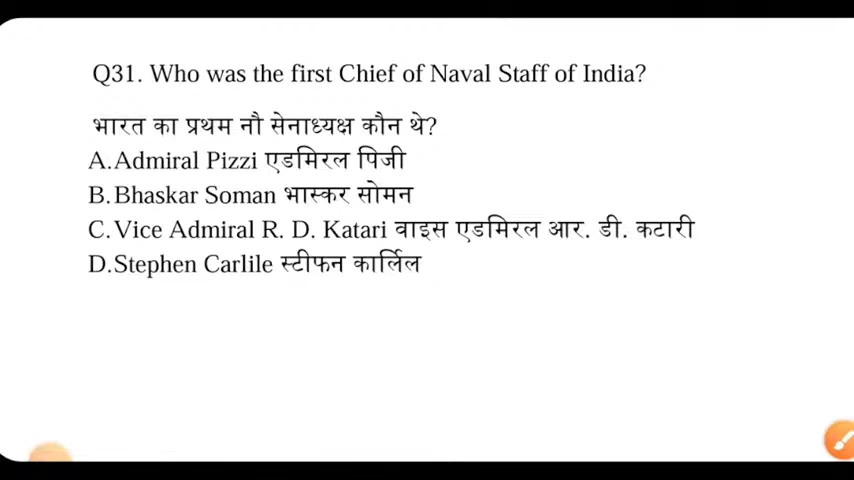 Q31. Who was the first Chief of Naval Staff of India?
भारत का प्रथम नौ सेनाध्यक्ष कौन थे?
A.Admiral Pizzi एडमिरल पिजी
B.Bhaskar Soman भास्कर सोमन
C.Vice Admiral R. D. Katari वाइस एडमिरल आर. डी. कटारी
D.Stephen Carlile स्टीफन कार्लिल